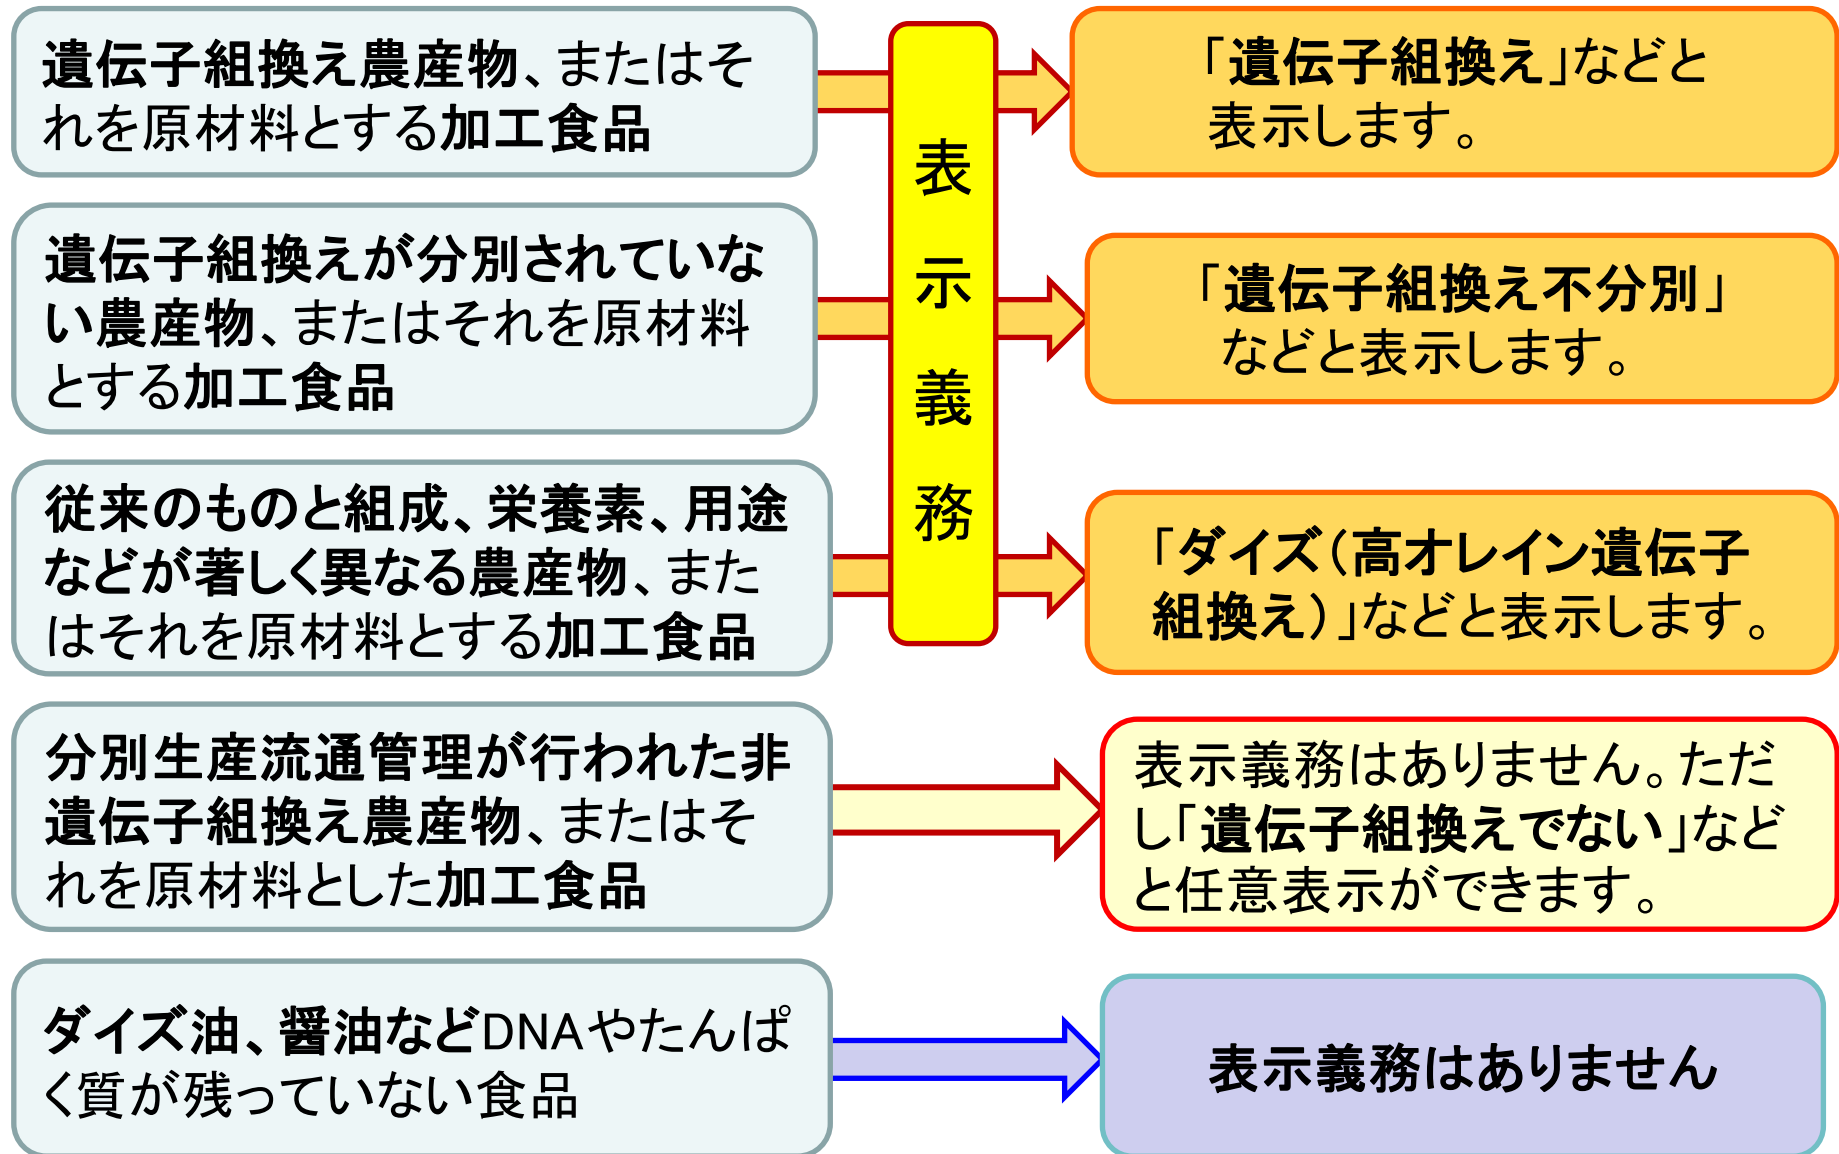 遺伝子組換え農産物、またはそ
れを原材料とする加工食品
「遺伝子組換え」などと
表示します。
表示義務
遺伝子組換えが分別されていな
い農産物、またはそれを原材料
とする加工食品
「遺伝子組換え不分別」
などと表示します。
従来のものと組成、栄養素、用途
などが著しく異なる農産物、また
はそれを原材料とする加工食品
「ダイズ(高オレイン遺伝子
組換え)」などと表示します。
分別生産流通管理が行われた非
遺伝子組換え農産物、またはそ
れを原材料とした加工食品
表示義務はありません。ただ
し「遺伝子組換えでない」など
と任意表示ができます。
ダイズ油、醤油などDNAやたんぱ
く質が残っていない食品
表示義務はありません